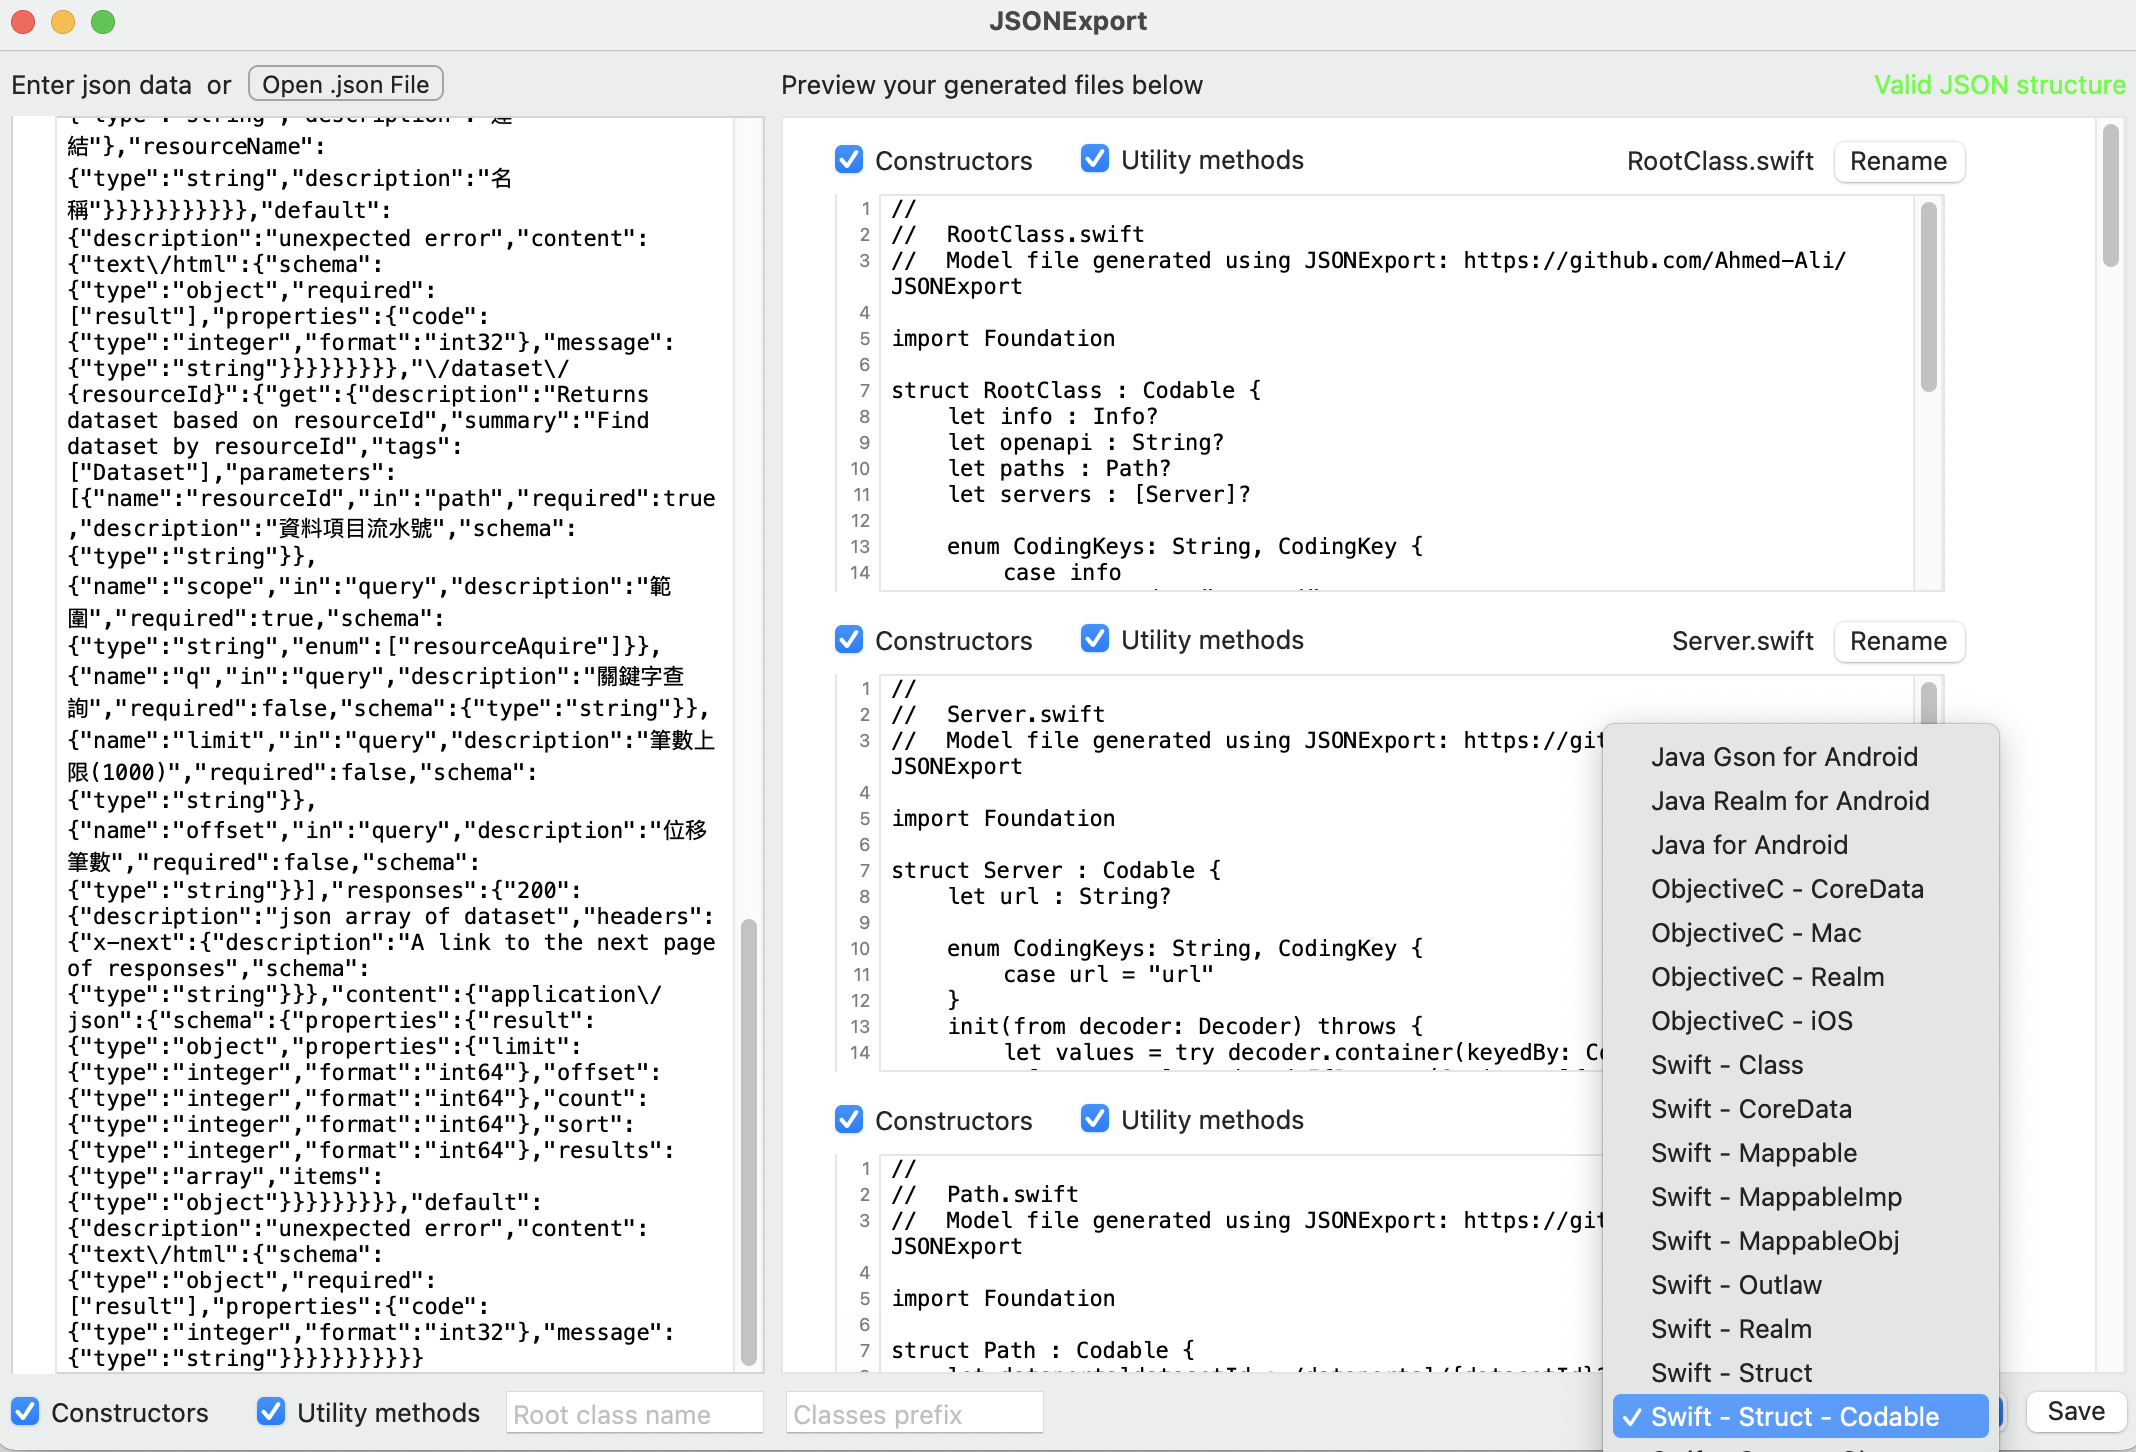 JSONExport
Enter json data or Open .json File
Preview your generated files below
Valid JSON structure
{"type":"string","description":"連
結"},"resourceName":
{"type":"string","description":"名
稱"}}}}}}}}}}},"default":
{"description":"unexpected error","content":
{"text\/html":{"schema":
{"type":"object","required":
["result"],"properties":{"code":
{"type":"integer","format":"int32"},"message":
{"type":"string"}}}}}}}}},"\/dataset\/
{resourceId}":{"get":{"description":"Returns
dataset based on resourceId","summary":"Find
dataset by resourceId","tags":
["Dataset"],"parameters":
[{"name":"resourceId","in":"path","required":true
,"description":"資料項目流水號","schema":
{"type":"string"}},
{"name":"scope","in":"query","description":"範
圍","required":true,"schema":
{"type":"string","enum":["resourceAquire"]}},
{"name":"q","in":"query","description":"關鍵字查
詢","required":false,"schema":{"type":"string"}},
{"name":"limit","in":"query","description":"筆數上
限(1000)","required":false,"schema":
{"type":"string"}},
{"name":"offset","in":"query","description":"位移
筆數","required":false,"schema":
{"type":"string"}}],"responses":{"200":
{"description":"json array of dataset","headers":
{"x-next":{"description":"A link to the next page
of responses","schema":
{"type":"string"}}},"content":{"application\/
json":{"schema":{"properties":{"result":
{"type":"object","properties":{"limit":
{"type":"integer","format":"int64"},"offset":
{"type":"integer","format":"int64"},"count":
{"type":"integer","format":"int64"},"sort":
{"type":"integer","format":"int64"},"results":
{"type":"array","items":
{"type":"object"}}}}}}}}},"default":
{"description":"unexpected error","content":
{"text\/html":{"schema":
{"type":"object","required":
["result"],"properties":{"code":
{"type":"integer","format":"int32"},"message":
{"type":"string"}}}}}}}}}}}
Constructors Utility methods RootClass.swift Rename
1 //
2 // RootClass.swift
3 // Model file generated using JSONExport: https://github.com/Ahmed-Ali/
JSONExport
4
5 import Foundation
6
7 struct RootClass : Codable {
8 let info : Info?
9 let openapi : String?
10 let paths : Path?
11 let servers : [Server]?
12
13 enum CodingKeys: String, CodingKey {
14 case info
Constructors Utility methods Server.swift Rename
1 //
2 // Server.swift
3 // Model file generated using JSONExport: https://git
JSONExport
4
5 import Foundation
6
7 struct Server : Codable {
8 let url : String?
9
10 enum CodingKeys: String, CodingKey {
11 case url = "url"
12 }
13 init(from decoder: Decoder) throws {
14 let values = try decoder.container(keyedBy:
Constructors Utility methods
1 //
2 // Path.swift
3 // Model file generated using JSONExport: https://git
JSONExport
4
5 import Foundation
6
7 struct Path : Codable {
Java Gson for Android
Java Realm for Android
Java for Android
ObjectiveC - CoreData
ObjectiveC - Mac
ObjectiveC - Realm
ObjectiveC - iOS
Swift - Class
Swift - CoreData
Swift - Mappable
Swift - MappableImp
Swift - MappableObj
Swift - Outlaw
Swift - Realm
Swift - Struct
Swift - Struct - Codable
Constructors Utility methods Root class name Classes prefix Save